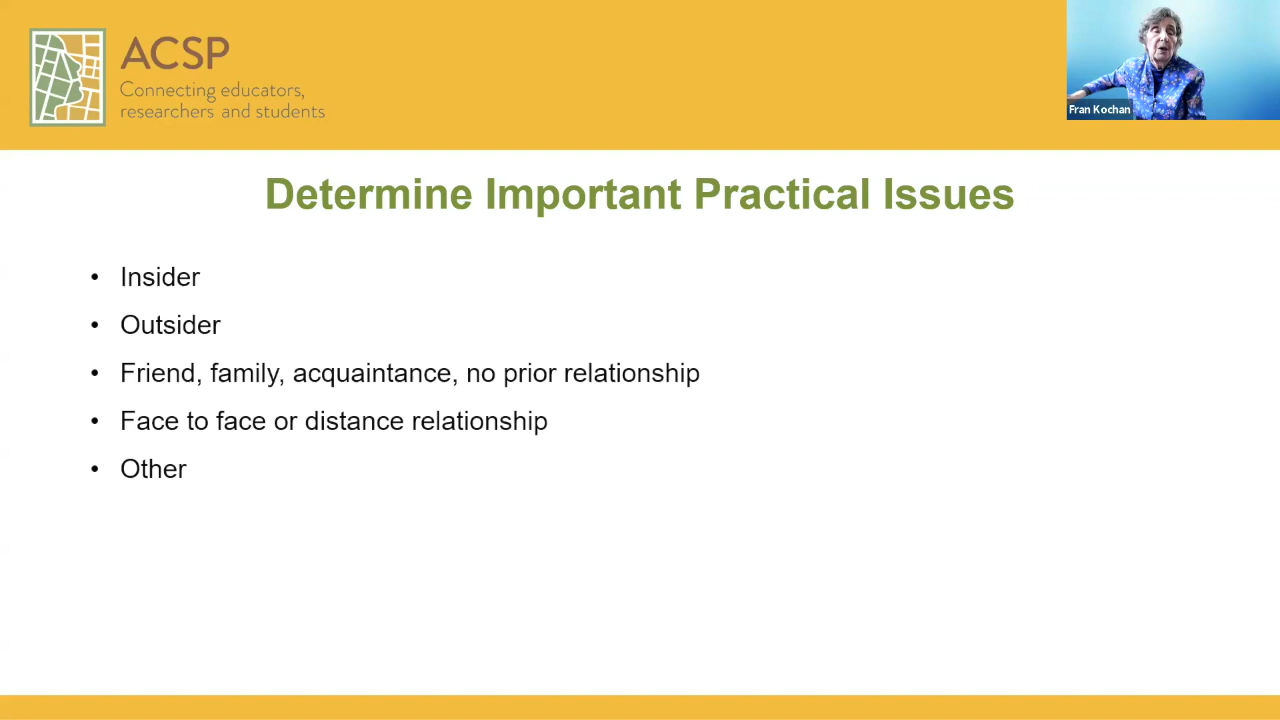 ACSP
Connecting educators,
researchers and students
Fran Kochan
Determine Important Practical Issues
• Insider
• Outsider
• Friend, family, acquaintance, no prior relationship
• Face to face or distance relationship
• Other